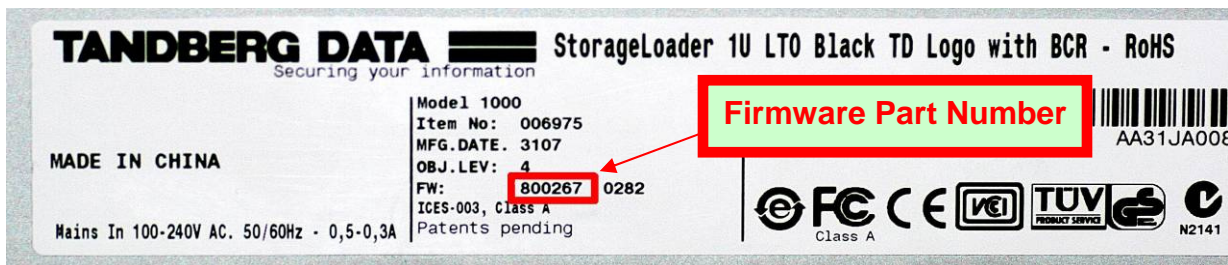 TANDBERG DATA
Securing your information
StorageLoader 1U LTO Black TD Logo with BCR - RoHS
MADE IN CHINA
Mains In 100-240V AC. 50/60Hz - 0,5-0,3A
Model 1000
Item No: 006975
MFG.DATE. 3107
OBJ.LEV: 4
FW: 800267 0282
ICES-003, Class A
Patents pending
Firmware Part Number
AA31JA008
FC
Class A
CE
VCI
TÜV
PRODUCT SERVICE
GS
C
N2141